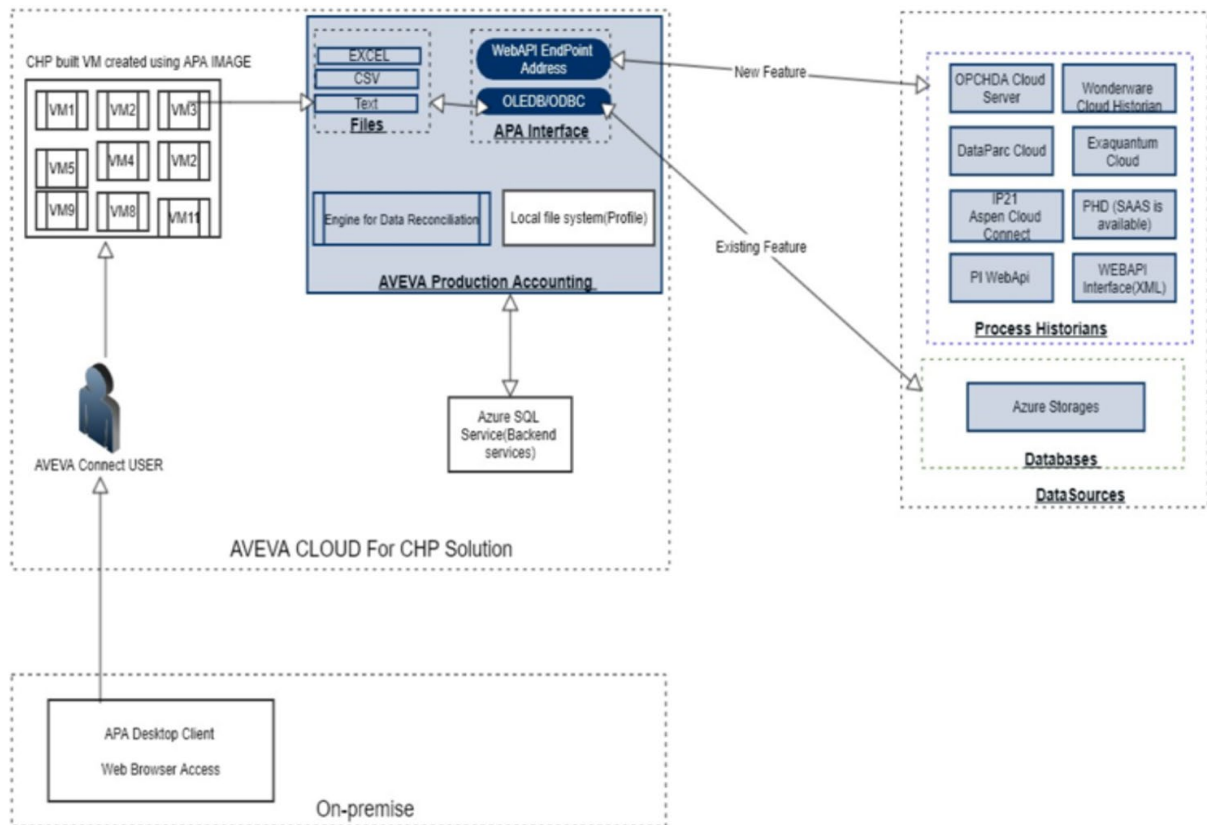 CHP built VM created using APA IMAGE
VM1
VM2
VM3
VM5
VM4
VM2
VM9
VM8
VM11
AVEVA Connect USER
EXCEL
CSV
Text
Files
WebAPI EndPoint
Address
OLEDB/ODBC
APA Interface
Engine for Data Reconciliation
Local file system(Profile)
AVEVA Production Accounting
Azure SQL
Service(Backend
services)
AVEVA CLOUD For CHP Solution
New Feature
Existing Feature
OPCHDA Cloud
Server
Wonderware
Cloud Historian
DataParc Cloud
Exaquantum
Cloud
IP21
Aspen Cloud
Connect
PHD (SAAS is
available)
PI WebApi
WEBAPI
Interface(XML)
Process Historians
Azure Storages
Databases
DataSources
APA Desktop Client
Web Browser Access
On-premise